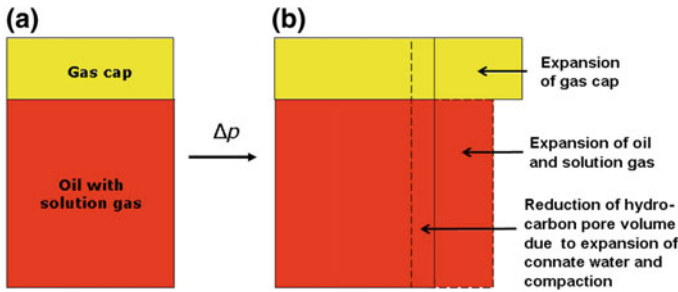 (a)
(b)
Gas cap
Oil with
solution gas
Δp
Expansion
of gas cap
Expansion of oil
and solution gas
Reduction of hydro-
carbon pore volume
due to expansion of
connate water and
compaction